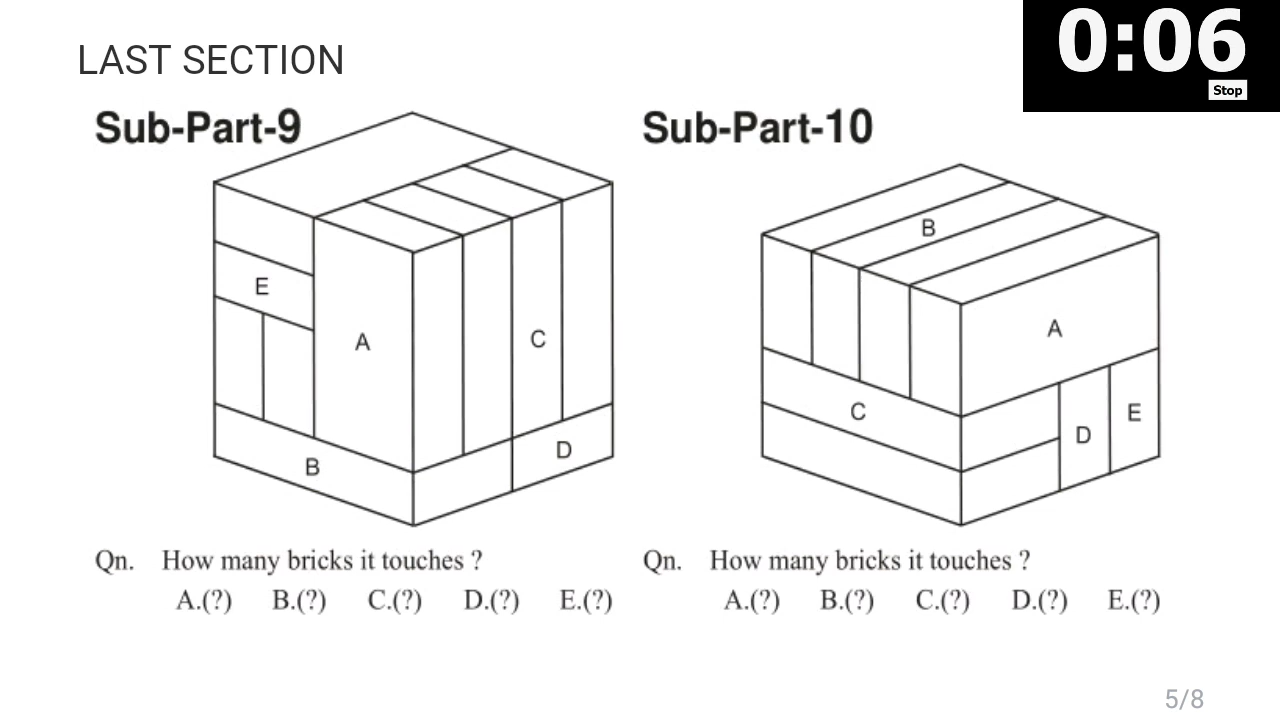 0:06
Stop
LAST SECTION
Sub-Part-9
E
A
C
B
D
Qn. How many bricks it touches ?
A.(?) B.(?) C.(?) D.(?) E.(?)
Sub-Part-10
B
A
C
D
E
Qn. How many bricks it touches ?
A.(?) B.(?) C.(?) D.(?) E.(?)
5/8